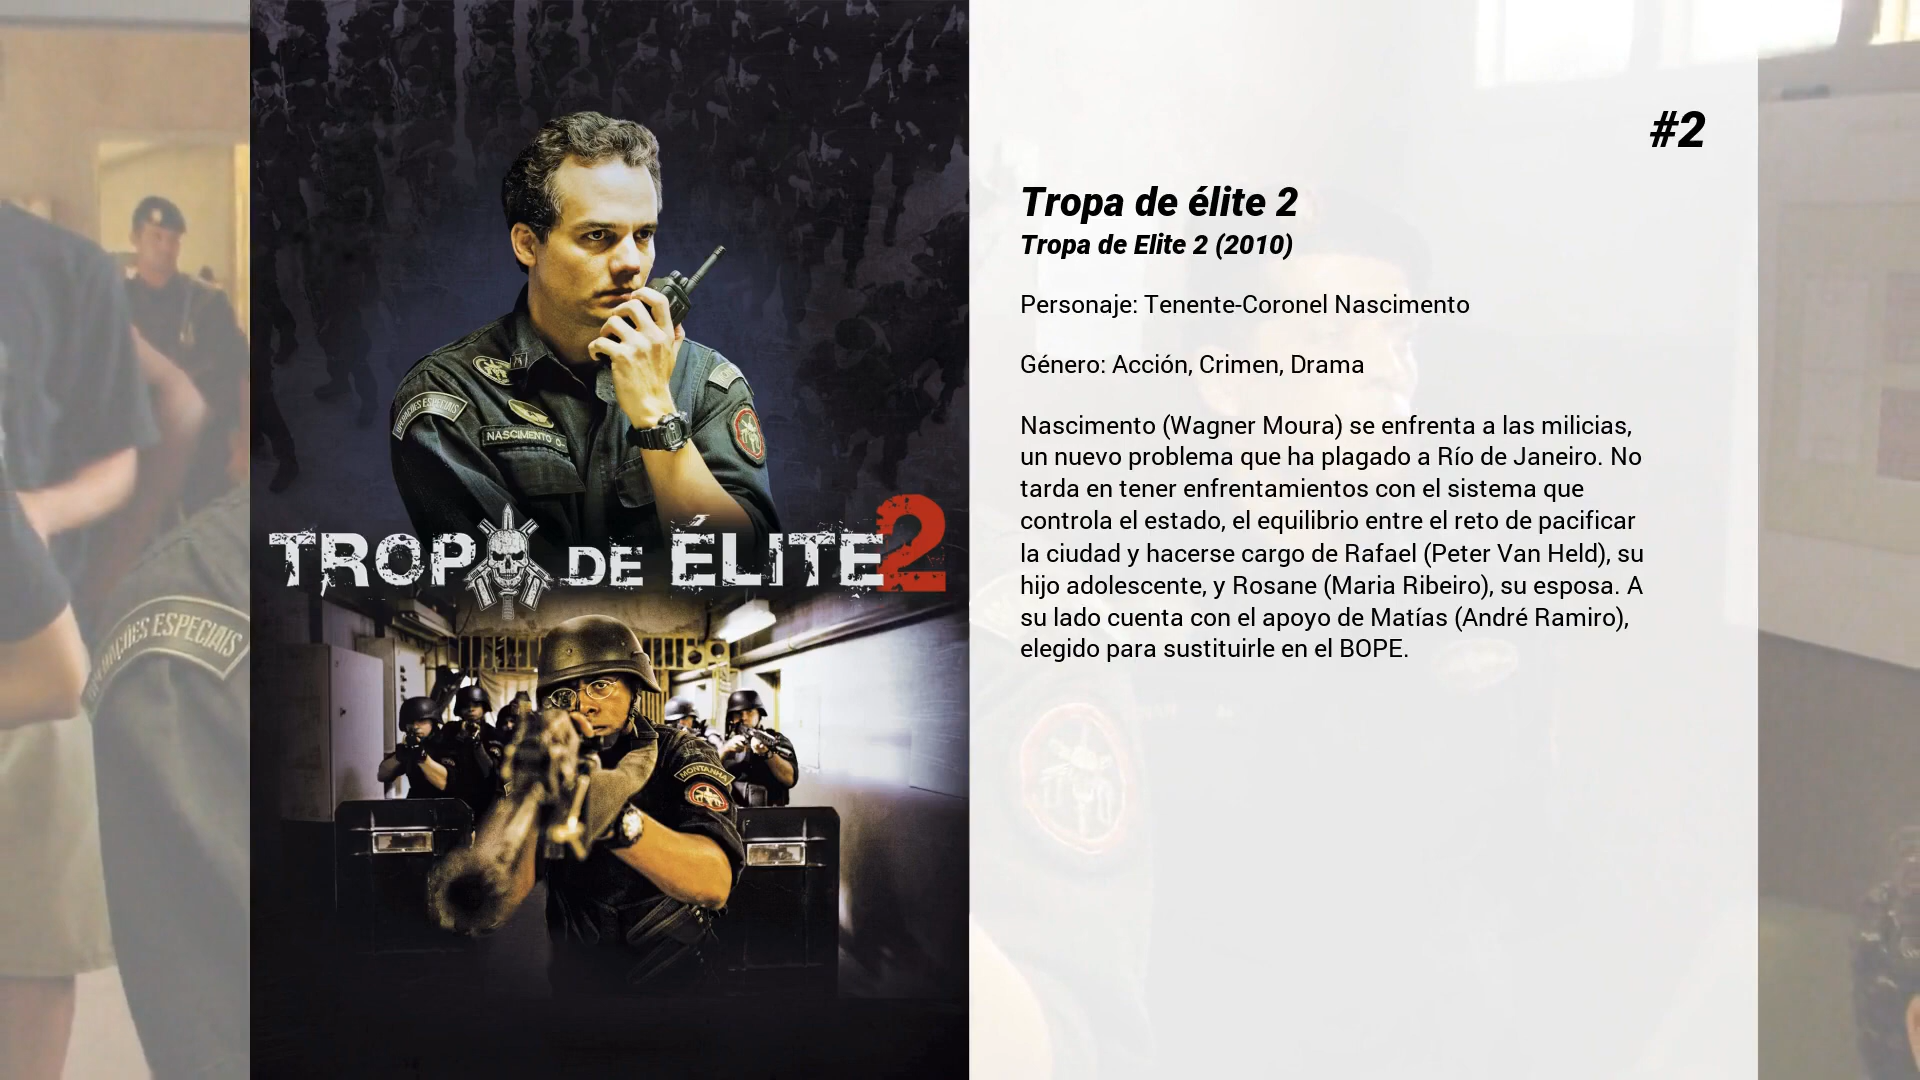 OPERAÇÕES ESPECIAIS
NASCIMENTO O
TROPA DE ÉLITE 2
MONTANHA
OPERAÇÕES ESPECIAIS
#2
Tropa de élite 2
Tropa de Elite 2 (2010)
Personaje: Tenente-Coronel Nascimento
Género: Acción, Crimen, Drama
Nascimento (Wagner Moura) se enfrenta a las milicias,
un nuevo problema que ha plagado a Río de Janeiro. No
tarda en tener enfrentamientos con el sistema que
controla el estado, el equilibrio entre el reto de pacificar
la ciudad y hacerse cargo de Rafael (Peter Van Held), su
hijo adolescente, y Rosane (Maria Ribeiro), su esposa. A
su lado cuenta con el apoyo de Matías (André Ramiro),
elegido para sustituirle en el BOPE.